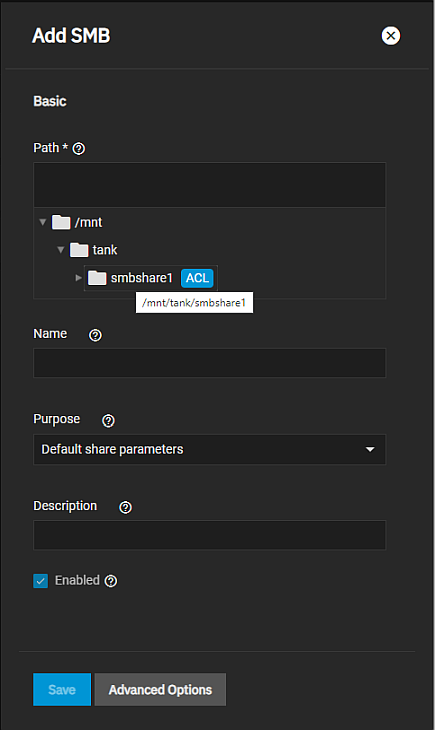 Add SMB
Basic
Path *
/mnt
tank
smbshare1 ACL
/mnt/tank/smbshare1
Name
Purpose
Default share parameters
Description
Enabled
Save Advanced Options